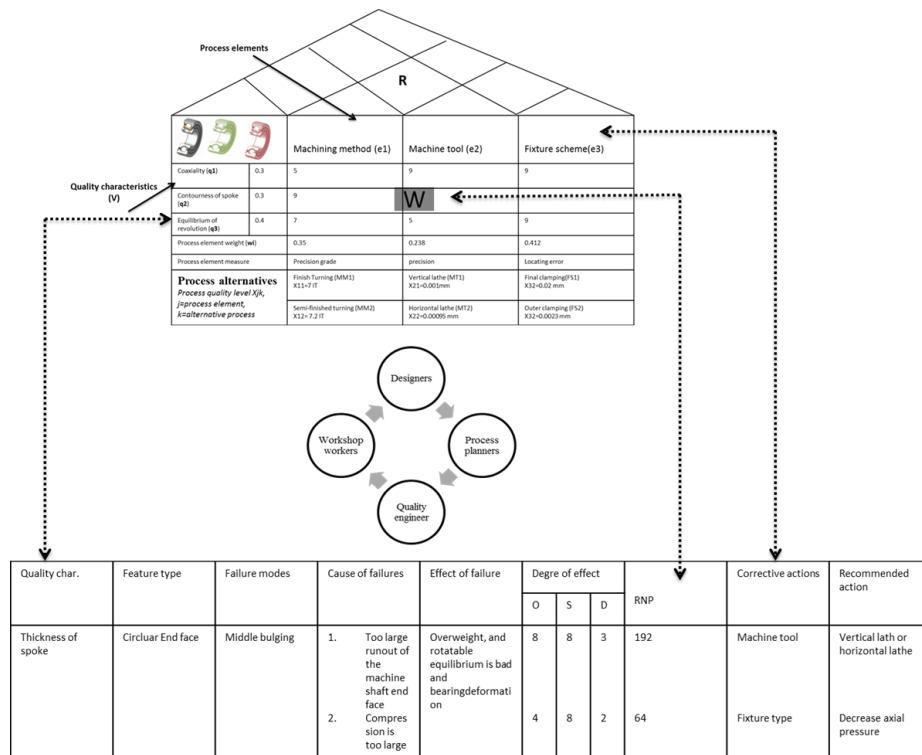 Process elements
R
Machining method (e1)
Machine tool (e2)
Fixture scheme(e3)
Quality characteristics
(V)
Coaxiality (q1)
0.3
5
9
9
Contourness of spoke
(q2)
0.3
9
W
Equilibrium of
revolution (q3)
0.4
7
5
9
Process element weight (wi)
0.35
0.238
0.412
Process element measure
Precision grade
precision
Locating error
Process alternatives
Process quality level Xjk,
j=process element,
k=alternative process
Finish Turning (MM1)
X11=7 IT
Vertical lathe (MT1)
X21=0.001mm
Final clamping(FS1)
X32=0.02 mm
Semi-finished turning (MM2)
X12= 7.2 IT
Horizontal lathe (MT2)
X22=0.00095 mm
Outer clamping (FS2)
X32=0.0023 mm
Designers
Workshop
workers
Process
planners
Quality
engineer
Quality char.
Feature type
Failure modes
Cause of failures
Effect of failure
Degre of effect
O
S
D
RNP
Corrective actions
Recommended
action
Thickness of
spoke
Circluar End face
Middle bulging
1. Too large
runout of
the
machine
shaft end
face
2. Compres
sion is
too large
Overweight, and
rotatable
equilibrium is bad
and
bearingdeformati
on
8
8
3
192
Machine tool
Vertical lath or
horizontal lathe
4
8
2
64
Fixture type
Decrease axial
pressure